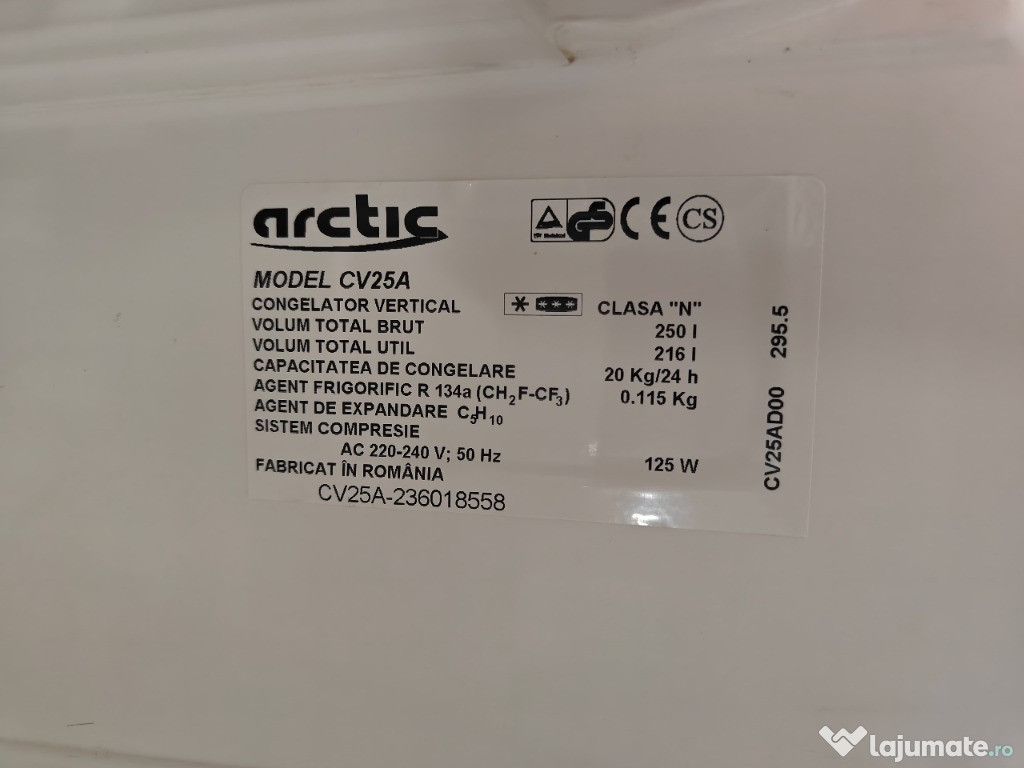 arctic
CS
MODEL CV25A
CONGELATOR VERTICAL CLASA "N"
VOLUM TOTAL BRUT 250 l
VOLUM TOTAL UTIL 216 l
CAPACITATEA DE CONGELARE 20 Kg/24 h
AGENT FRIGORIFIC R 134a (CH₂F-CF₃) 0.115 Kg
AGENT DE EXPANDARE C₅H₁₀
SISTEM COMPRESIE
AC 220-240 V; 50 Hz 125 W
FABRICAT ÎN ROMÂNIA
CV25A-236018558
CV25AD00 295.5
lajumate.ro